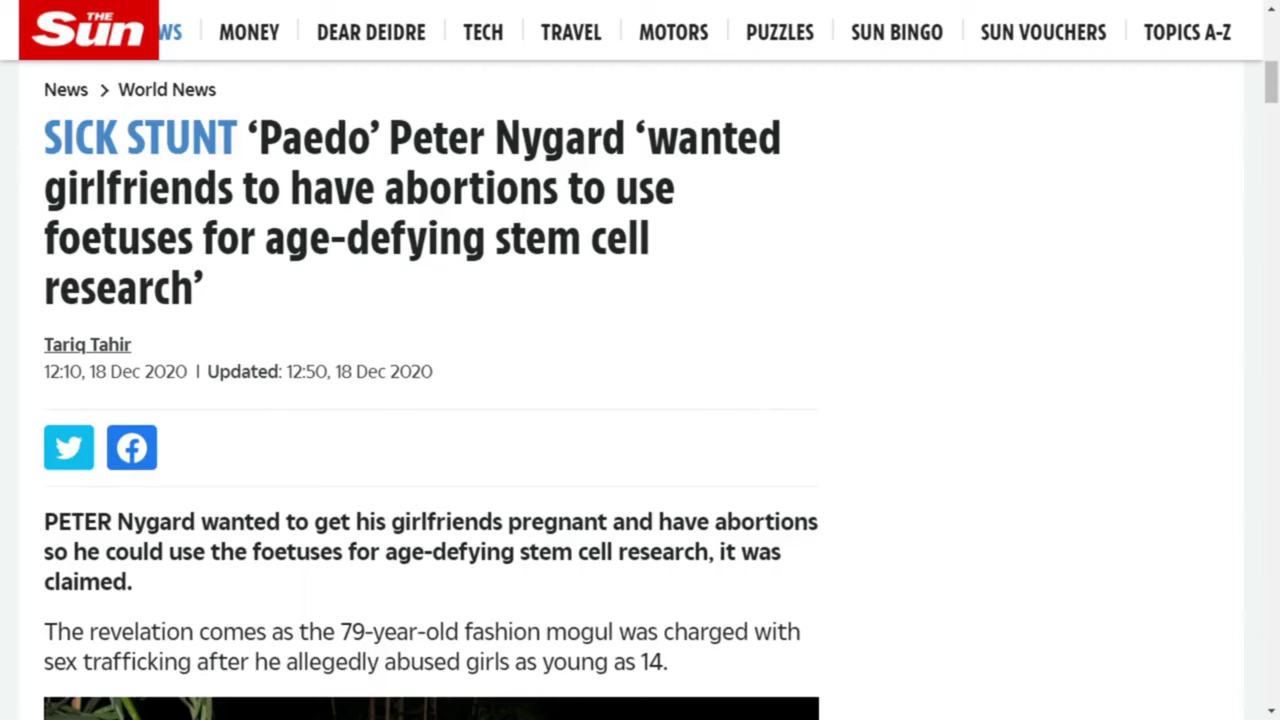 THE
Sun
WS
MONEY
DEAR DEIDRE
TECH
TRAVEL
MOTORS
PUZZLES
SUN BINGO
SUN VOUCHERS
TOPICS A-Z
News > World News
SICK STUNT ‘Paedo’ Peter Nygard ‘wanted
girlfriends to have abortions to use
foetuses for age-defying stem cell
research’
Tariq Tahir
12:10, 18 Dec 2020 | Updated: 12:50, 18 Dec 2020
PETER Nygard wanted to get his girlfriends pregnant and have abortions
so he could use the foetuses for age-defying stem cell research, it was
claimed.
The revelation comes as the 79-year-old fashion mogul was charged with
sex trafficking after he allegedly abused girls as young as 14.